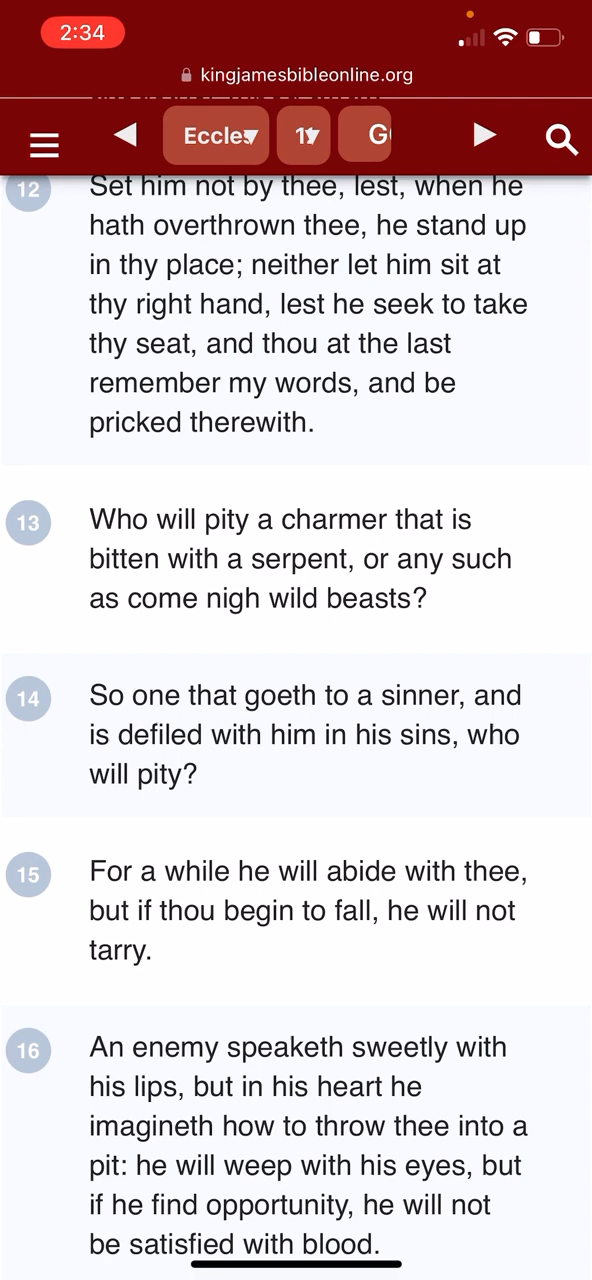 2:34
kingjamesbibleonline.org
Eccles
12
Set him not by thee, lest, when he
hath overthrown thee, he stand up
in thy place; neither let him sit at
thy right hand, lest he seek to take
thy seat, and thou at the last
remember my words, and be
pricked therewith.
13
Who will pity a charmer that is
bitten with a serpent, or any such
as come nigh wild beasts?
14
So one that goeth to a sinner, and
is defiled with him in his sins, who
will pity?
15
For a while he will abide with thee,
but if thou begin to fall, he will not
tarry.
16
An enemy speaketh sweetly with
his lips, but in his heart he
imagineth how to throw thee into a
pit: he will weep with his eyes, but
if he find opportunity, he will not
be satisfied with blood.